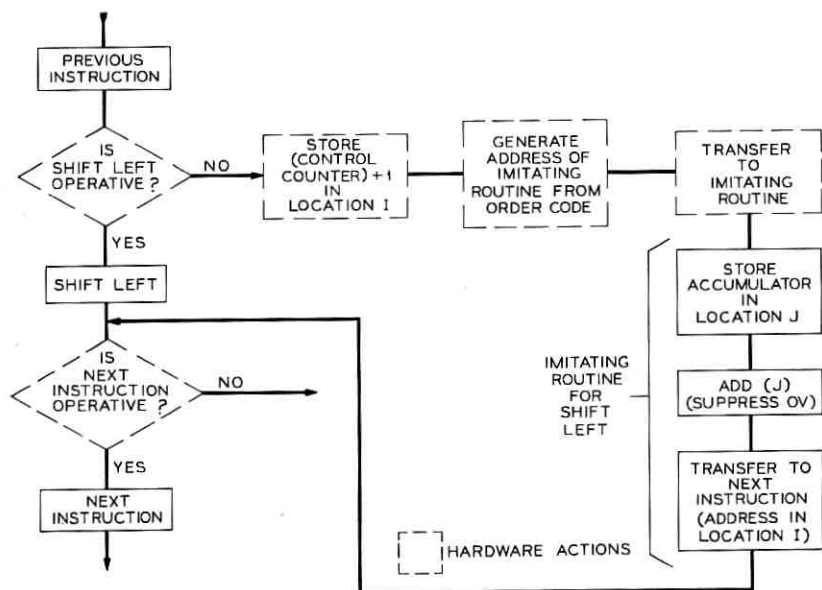 PREVIOUS
INSTRUCTION
IS
SHIFT LEFT
OPERATIVE?
NO
STORE
(CONTROL
COUNTER)+1
IN
LOCATION I
GENERATE
ADDRESS OF
IMITATING
ROUTINE FROM
ORDER CODE
TRANSFER
TO
IMITATING
ROUTINE
YES
SHIFT LEFT
IS
NEXT
INSTRUCTION
OPERATIVE?
NO
YES
NEXT
INSTRUCTION
IMITATING
ROUTINE
FOR
SHIFT
LEFT
STORE
ACCUMULATOR
IN
LOCATION J
ADD (J)
(SUPPRESS OV)
TRANSFER TO
NEXT
INSTRUCTION
(ADDRESS IN
LOCATION I)
HARDWARE ACTIONS